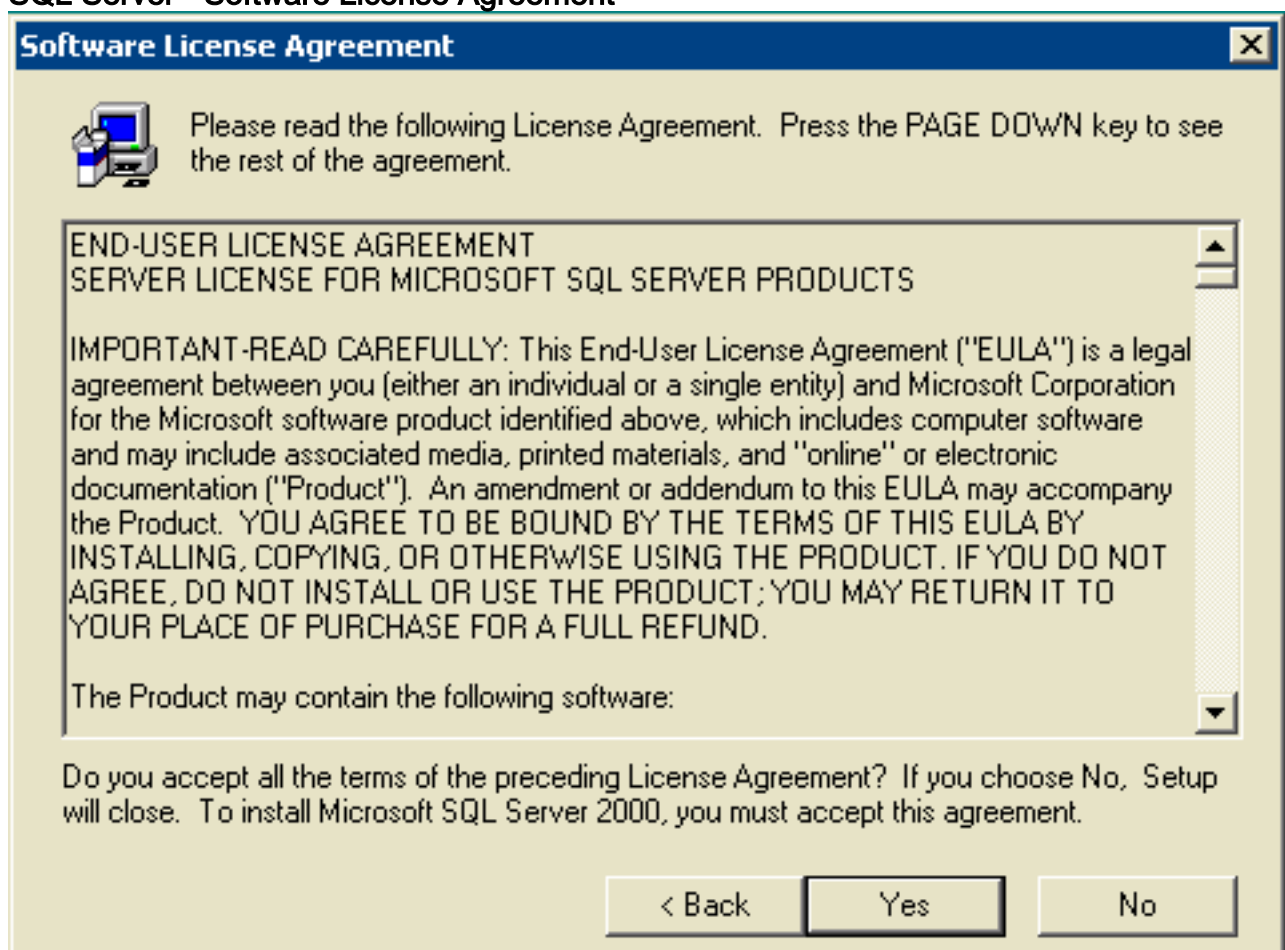 SQL Server - Software License Agreement
Software License Agreement
Please read the following License Agreement.  Press the PAGE DOWN key to see
the rest of the agreement.
END-USER LICENSE AGREEMENT
SERVER LICENSE FOR MICROSOFT SQL SERVER PRODUCTS
IMPORTANT-READ CAREFULLY: This End-User License Agreement ("EULA") is a legal
agreement between you (either an individual or a single entity) and Microsoft Corporation
for the Microsoft software product identified above, which includes computer software
and may include associated media, printed materials, and "online" or electronic
documentation ("Product").  An amendment or addendum to this EULA may accompany
the Product.  YOU AGREE TO BE BOUND BY THE TERMS OF THIS EULA BY
INSTALLING, COPYING, OR OTHERWISE USING THE PRODUCT. IF YOU DO NOT
AGREE, DO NOT INSTALL OR USE THE PRODUCT; YOU MAY RETURN IT TO
YOUR PLACE OF PURCHASE FOR A FULL REFUND.
The Product may contain the following software:
Do you accept all the terms of the preceding License Agreement?  If you choose No,  Setup
will close.  To install Microsoft SQL Server 2000, you must accept this agreement.
< Back
Yes
No